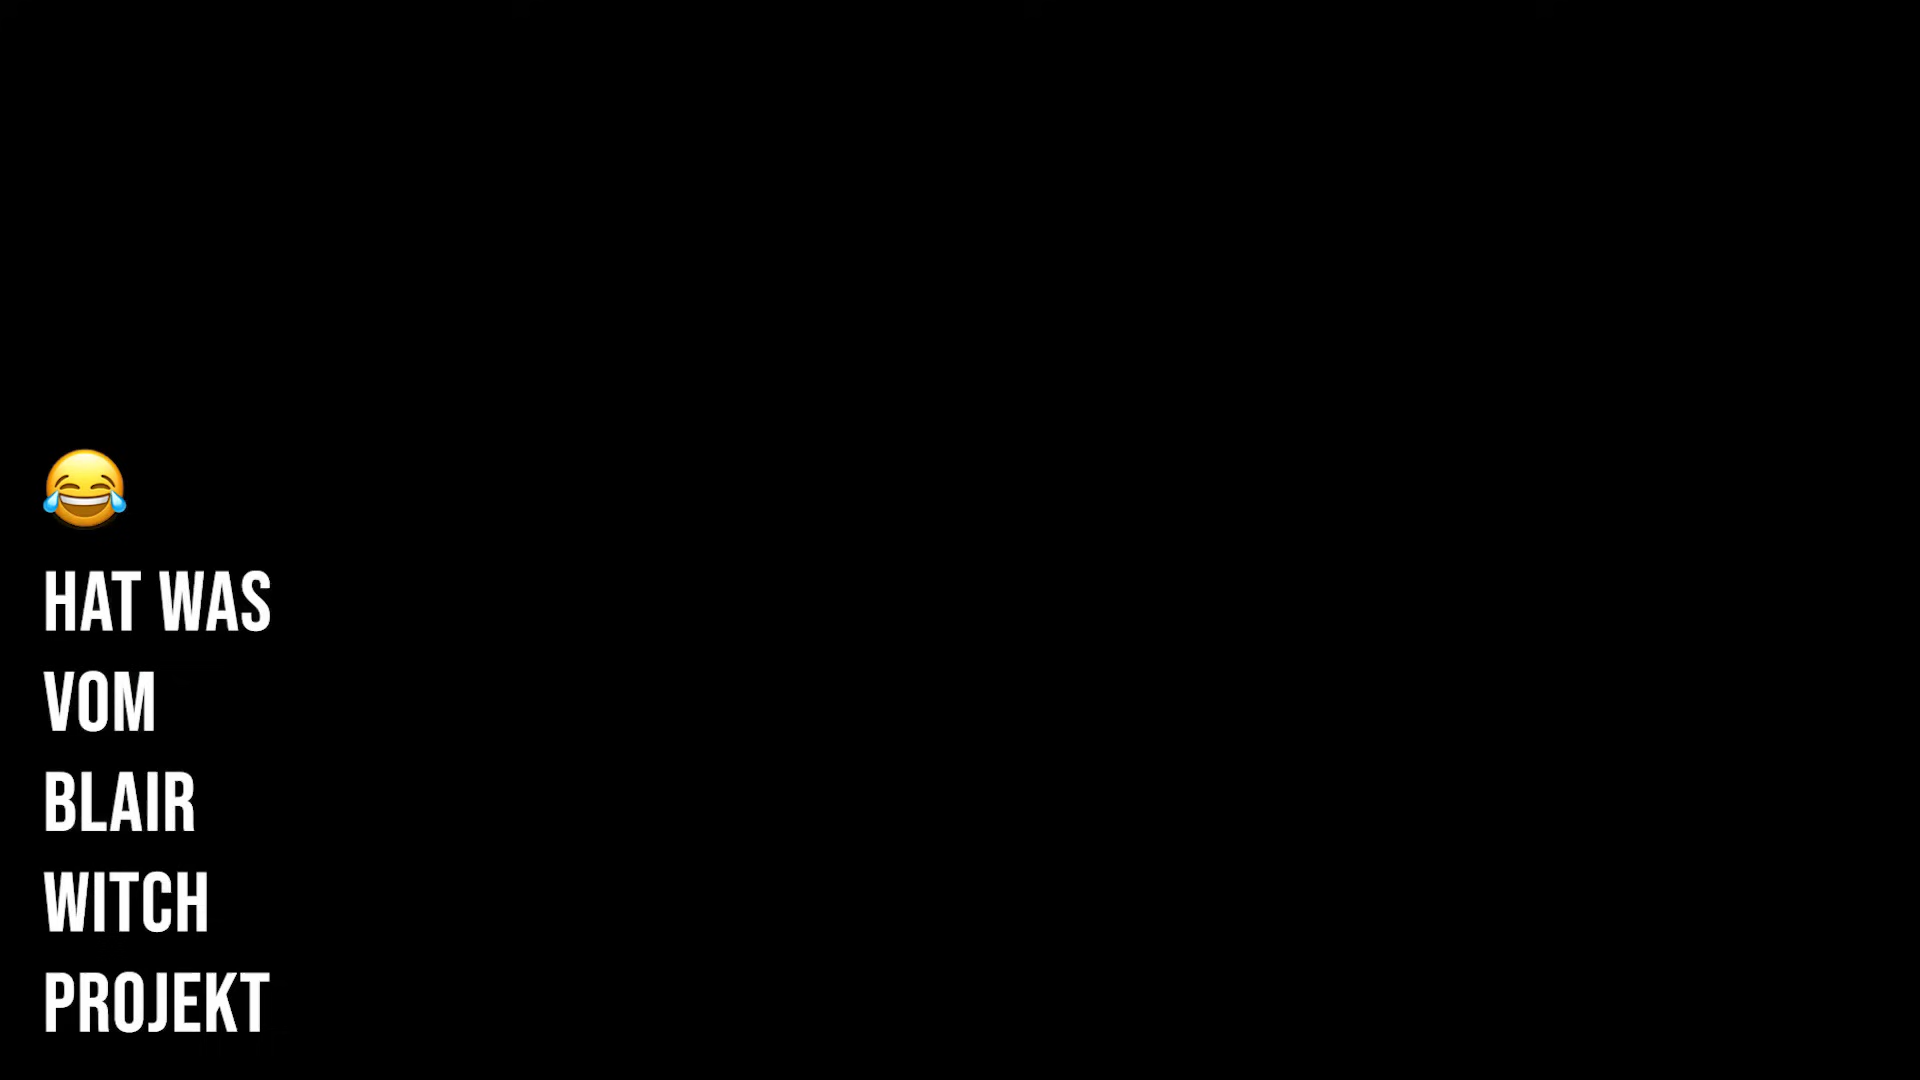 😂
HAT WAS
VOM
BLAIR
WITCH
PROJEKT